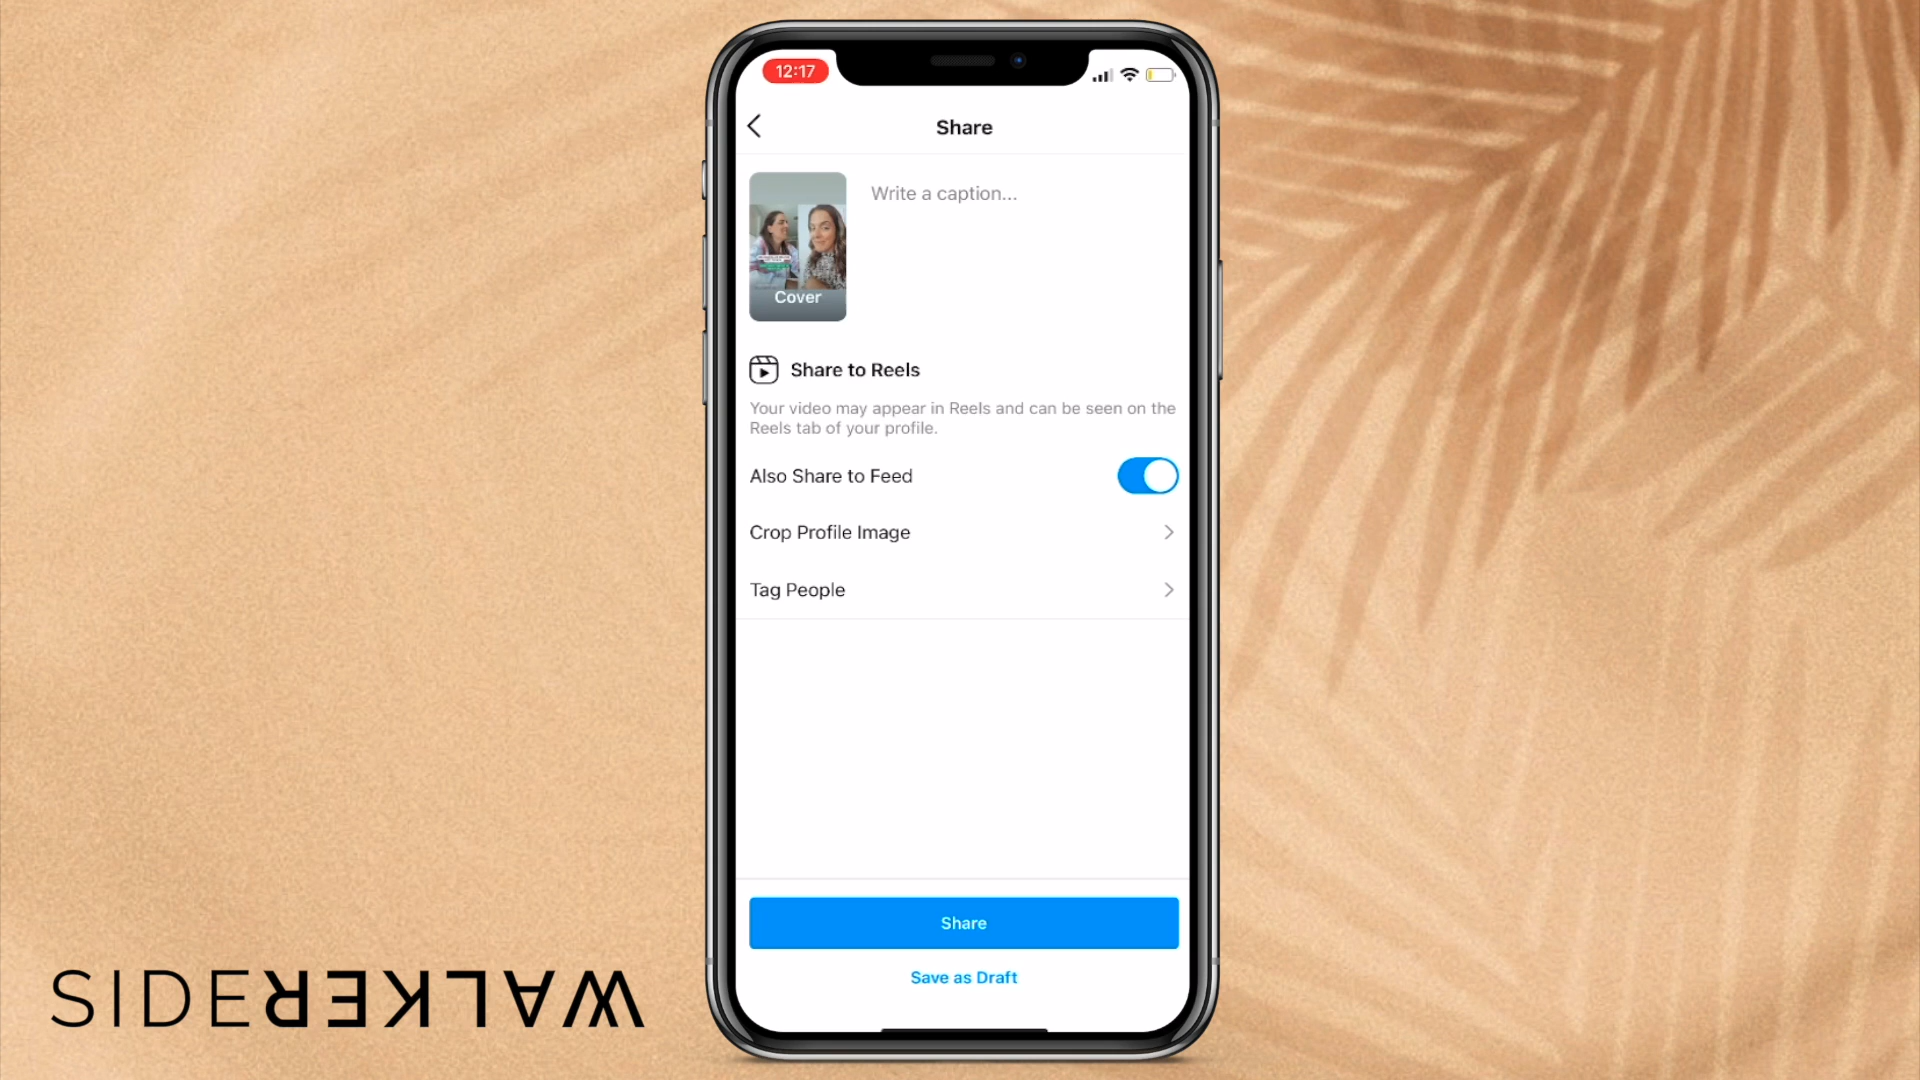 12:17
Share
Write a caption...
Cover
Share to Reels
Your video may appear in Reels and can be seen on the
Reels tab of your profile.
Also Share to Feed
Crop Profile Image
Tag People
Share
Save as Draft
SIDEWALKER